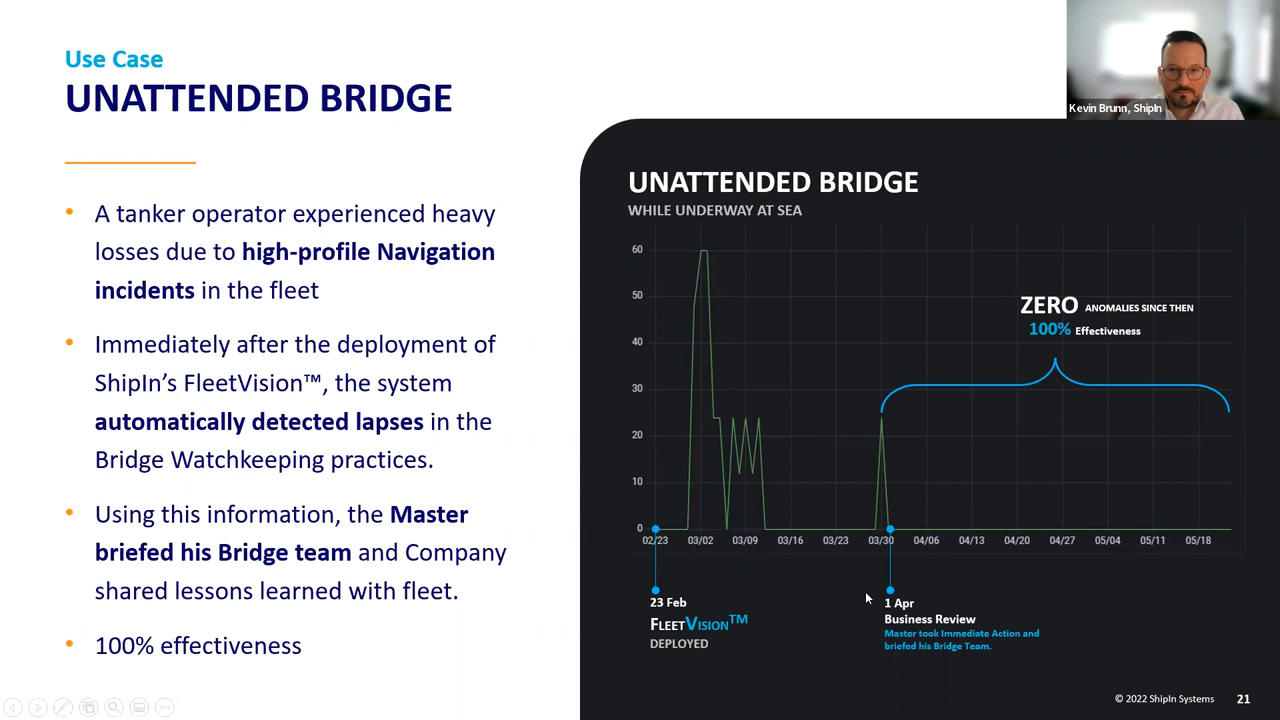 Use Case
UNATTENDED BRIDGE
• A tanker operator experienced heavy
losses due to high-profile Navigation
incidents in the fleet
• Immediately after the deployment of
ShipIn's FleetVision™, the system
automatically detected lapses in the
Bridge Watchkeeping practices.
• Using this information, the Master
briefed his Bridge team and Company
shared lessons learned with fleet.
• 100% effectiveness
Kevin Brunn, ShipIn
UNATTENDED BRIDGE
WHILE UNDERWAY AT SEA
60
50
40
30
20
10
0
ZERO ANOMALIES SINCE THEN
100% Effectiveness
02/23 03/02 03/09 03/16 03/23 03/30 04/06 04/13 04/20 04/27 05/04 05/11 05/18
23 Feb
FLEETVISION™
DEPLOYED
1 Apr
Business Review
Master took Immediate Action and
briefed his Bridge Team.
© 2022 ShipIn Systems 21